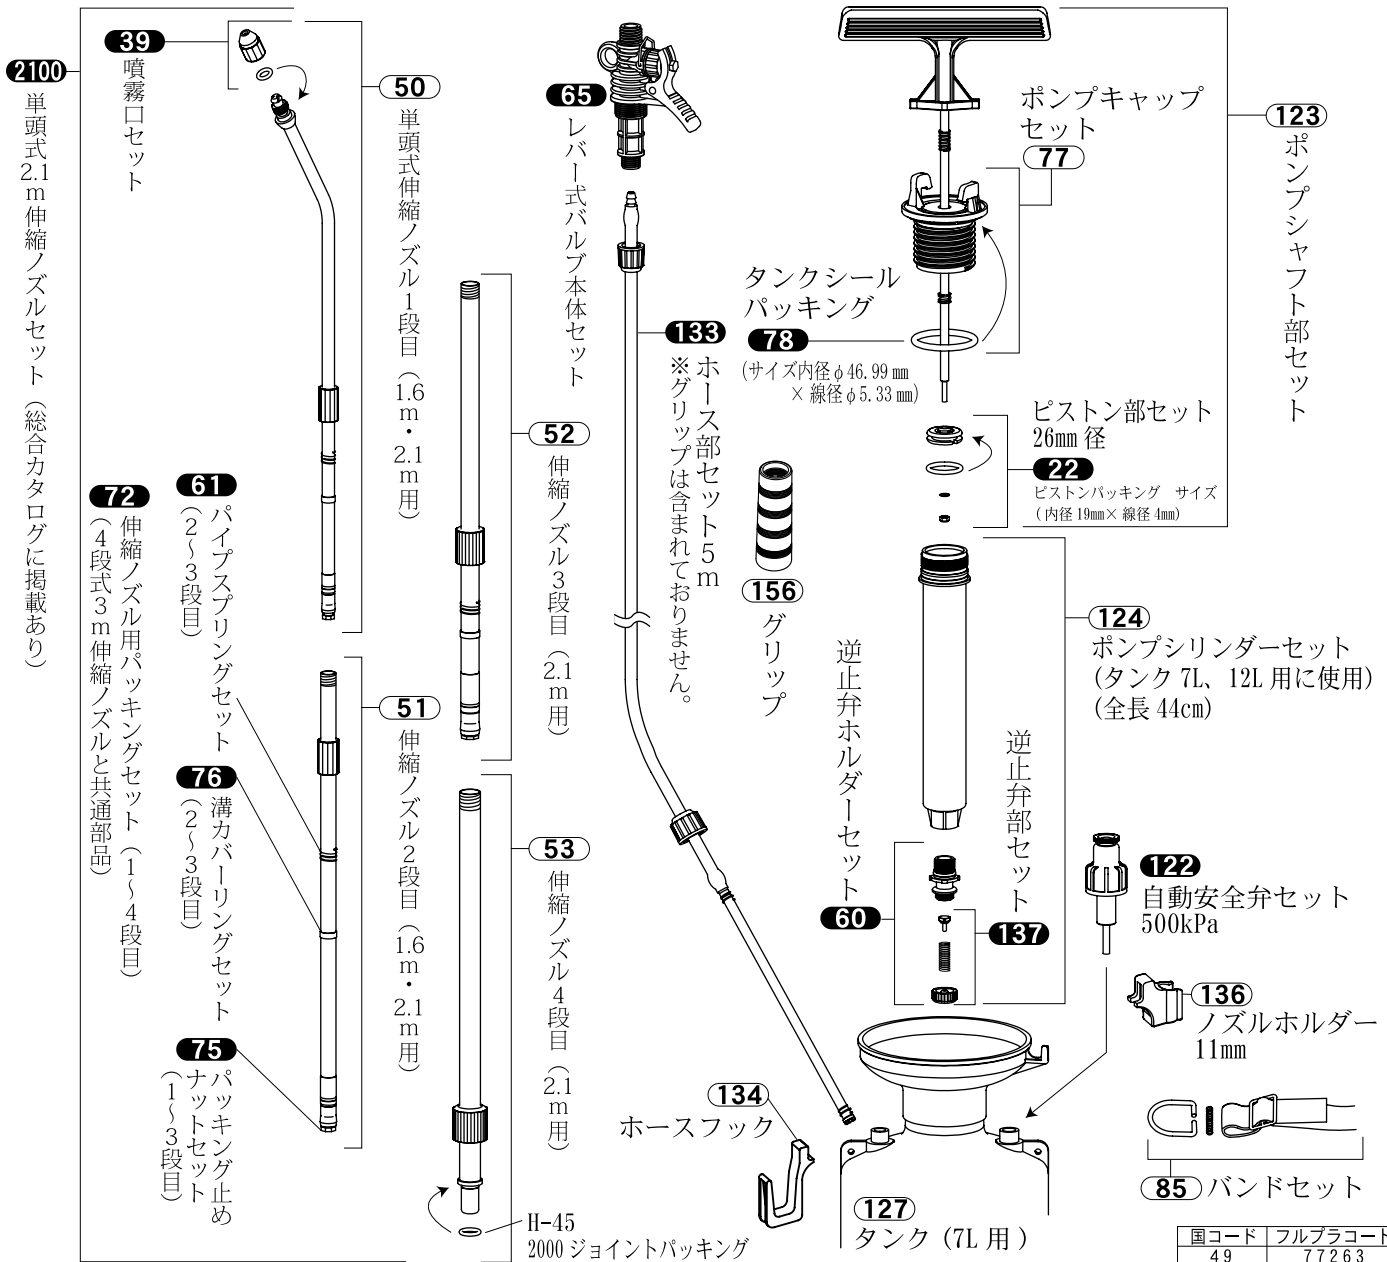 2100
単頭式2.1m伸縮ノズルセット（総合カタログに掲載あり）
39
噴霧口セット
50
単頭式伸縮ノズル1段目（1.6m・2.1m用）
61
パイプスプリングセット
（2～3段目）
72
伸縮ノズル用パッキングセット（1～4段目）
（4段式3m伸縮ノズルと共通部品）
76
溝カバーリングセット
（2～3段目）
75
パッキング止め
ナットセット
（1～3段目）
51
伸縮ノズル2段目（1.6m・2.1m用）
52
伸縮ノズル3段目（2.1m用）
53
伸縮ノズル4段目（2.1m用）
H-45
2000 ジョイントパッキング
65
レバー式バルブ本体セット
133
ホース部セット5m
※グリップは含まれておりません。
ポンプキャップ
セット
77
タンクシール
パッキング
78
(サイズ内径φ46.99㎜
×線径φ5.33㎜)
123
ポンプシャフト部セット
ピストン部セット
26mm 径
22
ピストンパッキング サイズ
(内径19mm×線径4mm)
156
グリップ
124
ポンプシリンダーセット
(タンク 7L、12L 用に使用)
(全長 44cm)
逆止弁ホルダーセット
60
逆止弁部セット
137
122
自動安全弁セット
500kPa
136
ノズルホルダー
11mm
134
ホースフック
85 バンドセット
127
タンク（7L 用）
国コード フルプラコード
49 77263